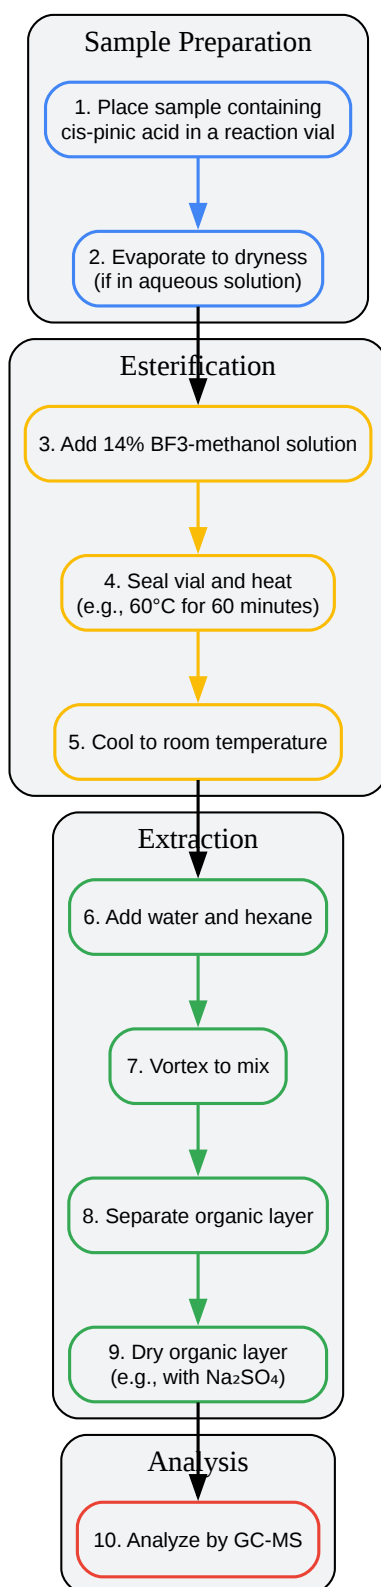 Sample Preparation
1. Place sample containing
cis-pinic acid in a reaction vial
2. Evaporate to dryness
(if in aqueous solution)
Esterification
3. Add 14% BF3-methanol solution
4. Seal vial and heat
(e.g., 60°C for 60 minutes)
5. Cool to room temperature
Extraction
6. Add water and hexane
7. Vortex to mix
8. Separate organic layer
9. Dry organic layer
(e.g., with Na₂SO₄)
Analysis
10. Analyze by GC-MS